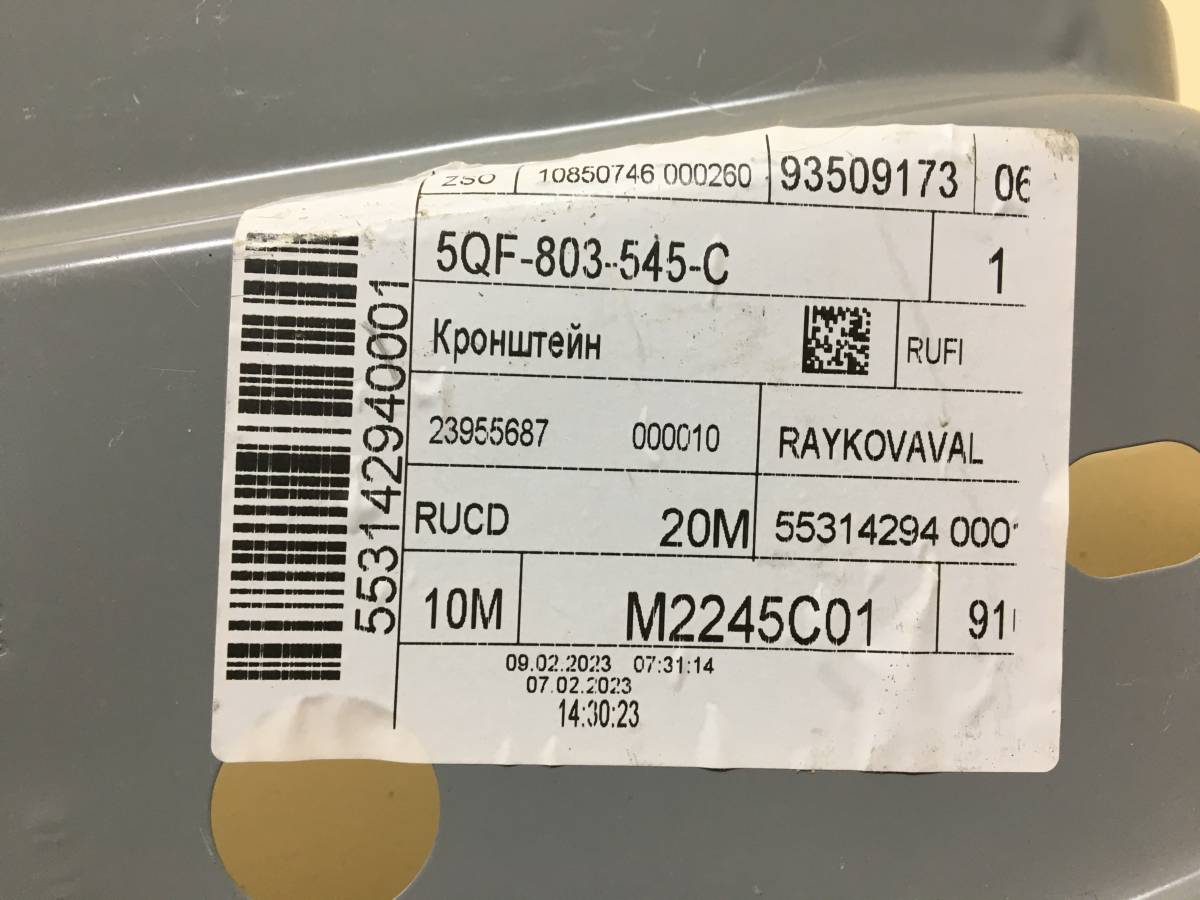 ZSO 10850746 000260 93509173 06
5QF-803-545-C 1
Кронштейн RUFI
23955687 000010 RAYKOVAVAL
RUCD 20M 55314294 000
10M M2245C01 91
09.02.2023 07:31:14
07.02.2023
14:30:23
553142940001